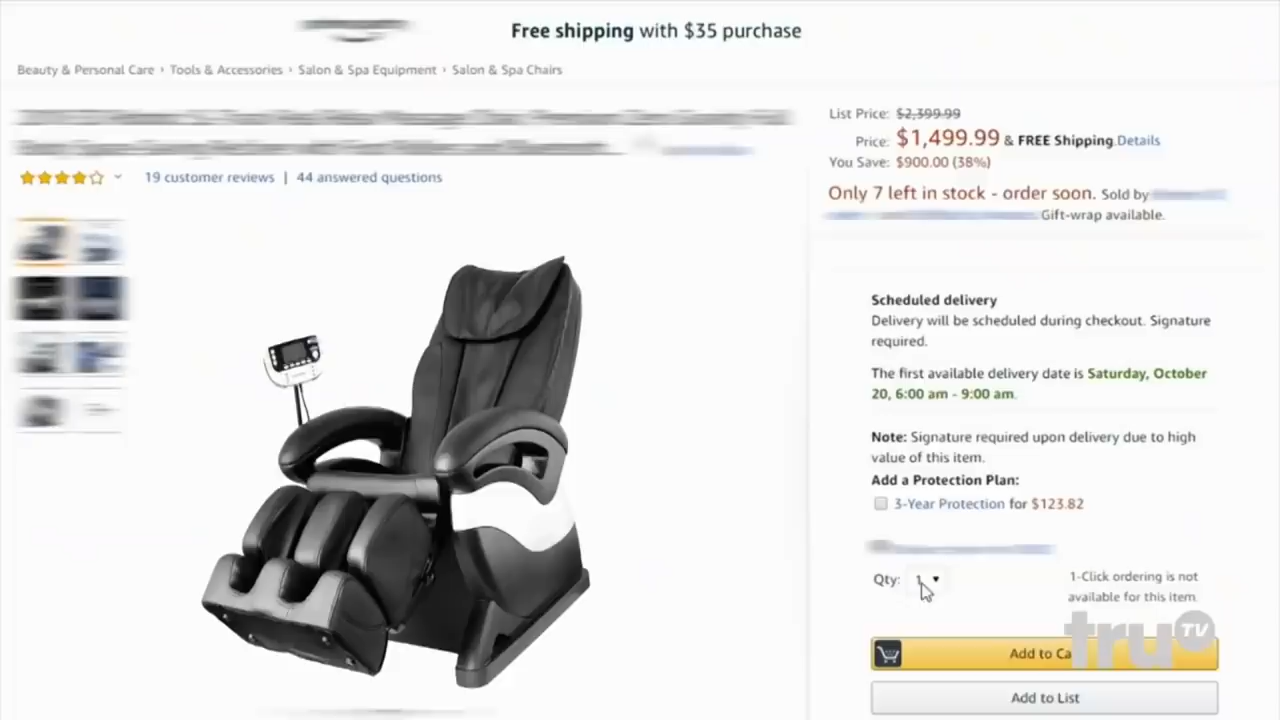 Free shipping with $35 purchase
Beauty & Personal Care › Tools & Accessories › Salon & Spa Equipment › Salon & Spa Chairs
19 customer reviews | 44 answered questions
List Price: $2,399.99
Price: $1,499.99 & FREE Shipping. Details
You Save: $900.00 (38%)
Only 7 left in stock - order soon. Sold by
Gift-wrap available.
Scheduled delivery
Delivery will be scheduled during checkout. Signature
required.
The first available delivery date is Saturday, October
20, 6:00 am - 9:00 am.
Note: Signature required upon delivery due to high
value of this item.
Add a Protection Plan:
3-Year Protection for $123.82
Qty: 1
1-Click ordering is not
available for this item.
Add to Ca
Add to List
truTV